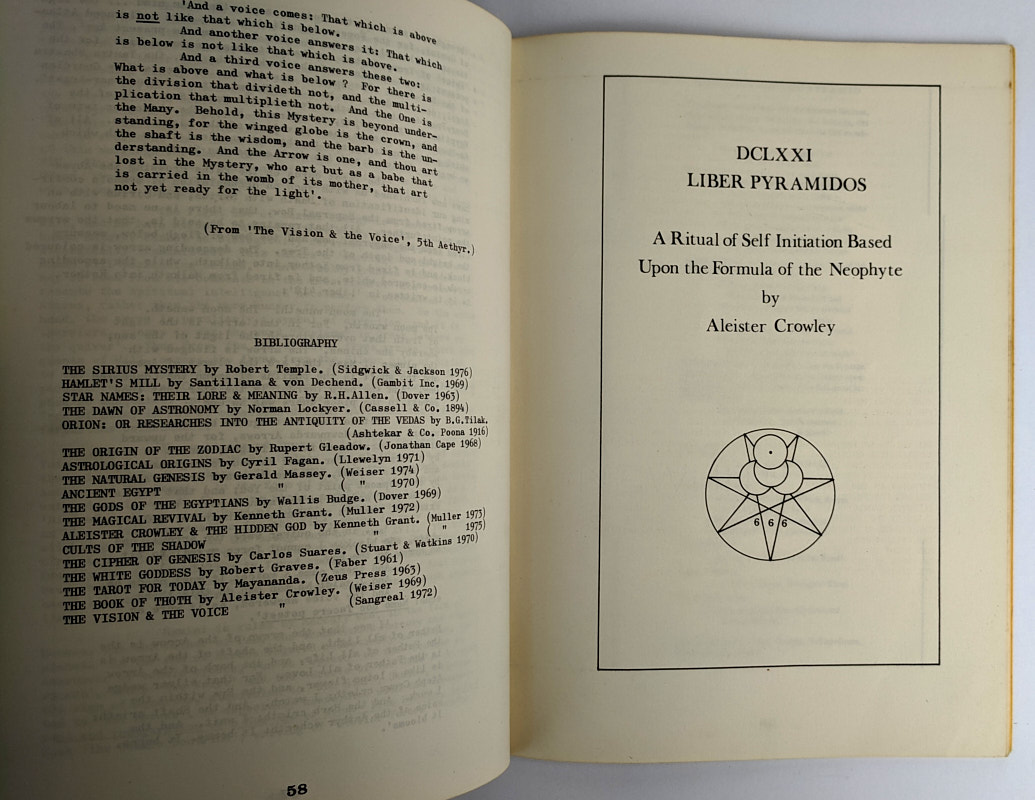 'And a voice comes: That which is above
is not like that which is below.
And another voice answers it: That which
is below is not like that which is above.
And a third voice answers these two:
What is above and what is below ? For there is
the division that divideth not, and the multi-
plication that multiplieth not. And the One is
the Many. Behold, this Mystery is beyond under-
standing, for the winged globe is the crown, and
the shaft is the wisdom, and the barb is the un-
derstanding. And the Arrow is one, and thou art
lost in the Mystery, who art but as a babe that
is carried in the womb of its mother, that art
not yet ready for the light'.
(From 'The Vision & the Voice', 5th Aethyr.)
BIBLIOGRAPHY
THE SIRIUS MYSTERY by Robert Temple. (Sidgwick & Jackson 1976)
HAMLET'S MILL by Santillana & von Dechend. (Gambit Inc. 1969)
STAR NAMES: THEIR LORE & MEANING by R.H.Allen. (Dover 1963)
THE DAWN OF ASTRONOMY by Norman Lockyer. (Cassell & Co. 1894)
ORION: OR RESEARCHES INTO THE ANTIQUITY OF THE VEDAS by B.G.Tilak.
(Ashtekar & Co. Poona 1916)
THE ORIGIN OF THE ZODIAC by Rupert Gleadow. (Jonathan Cape 1968)
ASTROLOGICAL ORIGINS by Cyril Fagan. (Llewelyn 1971)
THE NATURAL GENESIS by Gerald Massey. (Weiser 1974)
ANCIENT EGYPT " ( " 1970)
THE GODS OF THE EGYPTIANS by Wallis Budge. (Dover 1969)
THE MAGICAL REVIVAL by Kenneth Grant. (Muller 1972)
ALEISTER CROWLEY & THE HIDDEN GOD by Kenneth Grant. (Muller 1973)
CULTS OF THE SHADOW " ( " 1975)
THE CIPHER OF GENESIS by Carlos Suares. (Stuart & Watkins 1970)
THE WHITE GODDESS by Robert Graves. (Faber 1961)
THE TAROT FOR TODAY by Mayananda. (Zeus Press 1963)
THE BOOK OF THOTH by Aleister Crowley. (Weiser 1969)
THE VISION & THE VOICE " (Sangreal 1972)
58
DCLXXI
LIBER PYRAMIDOS
A Ritual of Self Initiation Based
Upon the Formula of the Neophyte
by
Aleister Crowley
6 6 6